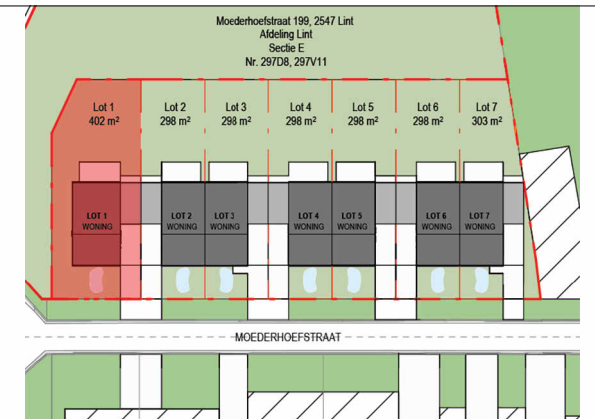 Moederhoefstraat 199, 2547 Lint
Afdeling Lint
Sectie E
Nr. 297D8, 297V11
Lot 1
402 m²
Lot 2
298 m²
Lot 3
298 m²
Lot 4
298 m²
Lot 5
298 m²
Lot 6
298 m²
Lot 7
303 m²
LOT 1
WONING
LOT 2
WONING
LOT 3
WONING
LOT 4
WONING
LOT 5
WONING
LOT 6
WONING
LOT 7
WONING
MOEDERHOEFSTRAAT